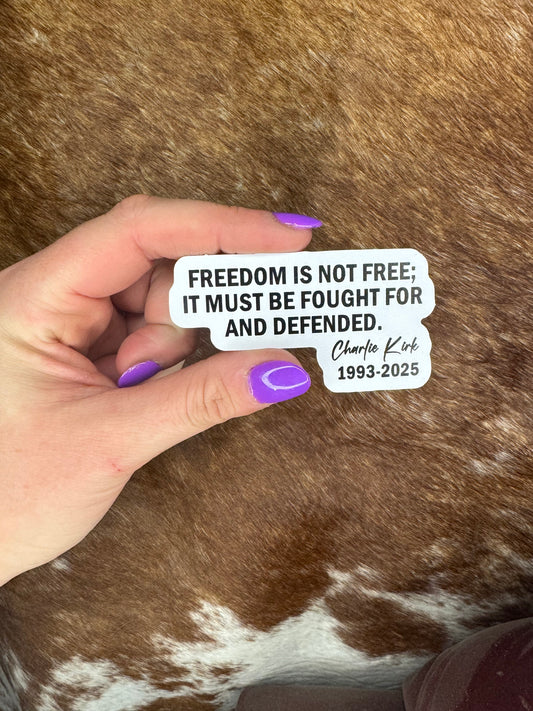 FREEDOM IS NOT FREE;
IT MUST BE FOUGHT FOR
AND DEFENDED.
Charlie Kirk
1993-2025